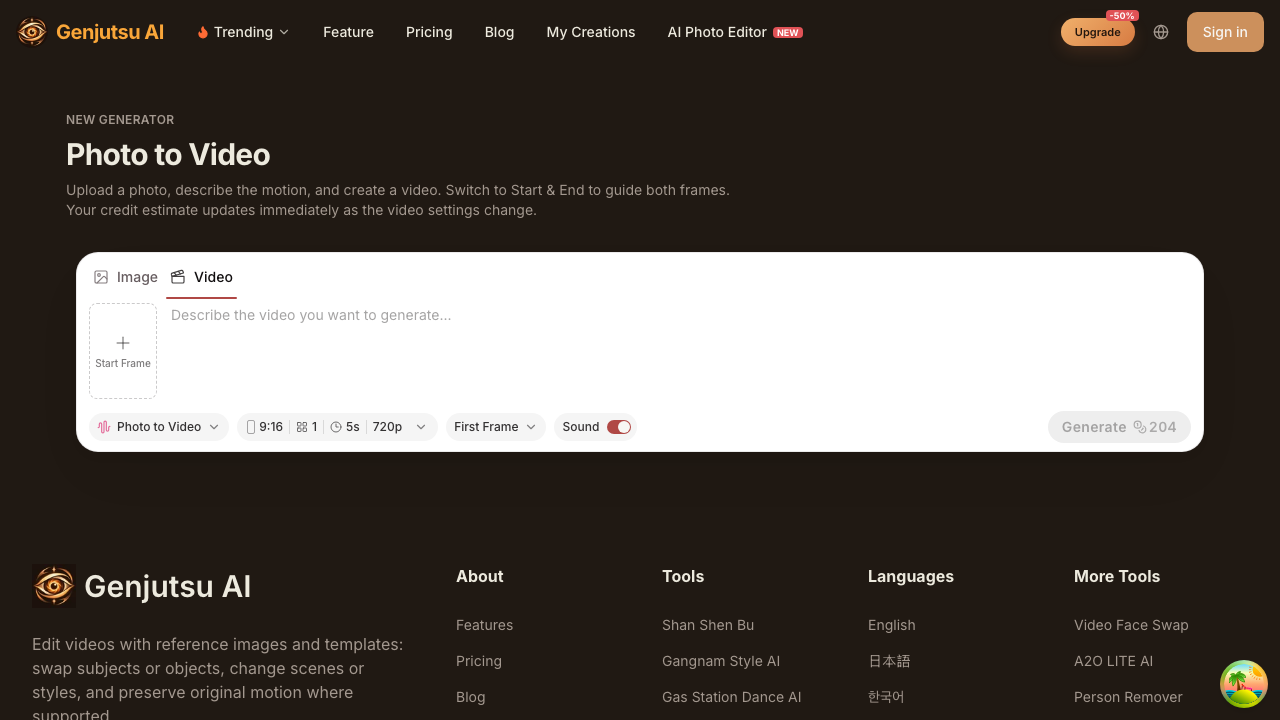 Genjutsu AI
Trending
Feature
Pricing
Blog
My Creations
AI Photo Editor NEW
-50%
Upgrade
Sign in
NEW GENERATOR
Photo to Video
Upload a photo, describe the motion, and create a video. Switch to Start & End to guide both frames.
Your credit estimate updates immediately as the video settings change.
Image
Video
Start Frame
Describe the video you want to generate...
Photo to Video
9:16
1
5s
720p
First Frame
Sound
Generate 204
Genjutsu AI
Edit videos with reference images and templates:
swap subjects or objects, change scenes or
styles, and preserve original motion where
supported.
About
Features
Pricing
Blog
Tools
Shan Shen Bu
Gangnam Style AI
Gas Station Dance AI
Languages
English
日本語
한국어
More Tools
Video Face Swap
A2O LITE AI
Person Remover